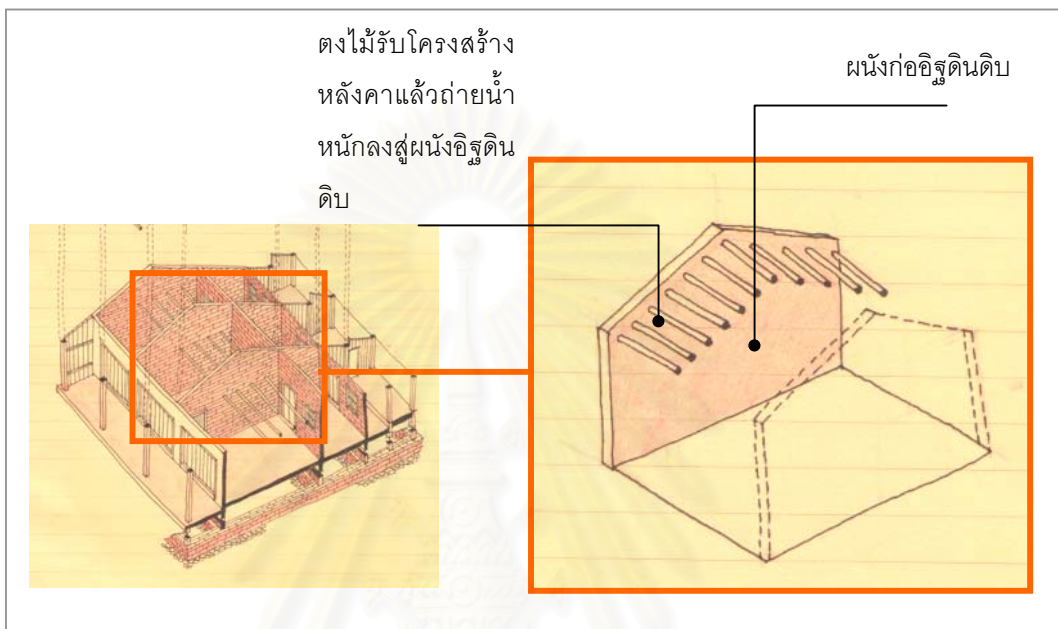 ตงไม้รับโครงสร้าง
หลังคาแล้วถ่ายน้ำ
หนักลงสู่ผนังอิฐดิน
ดิบ
ผนังก่ออิฐดินดิบ